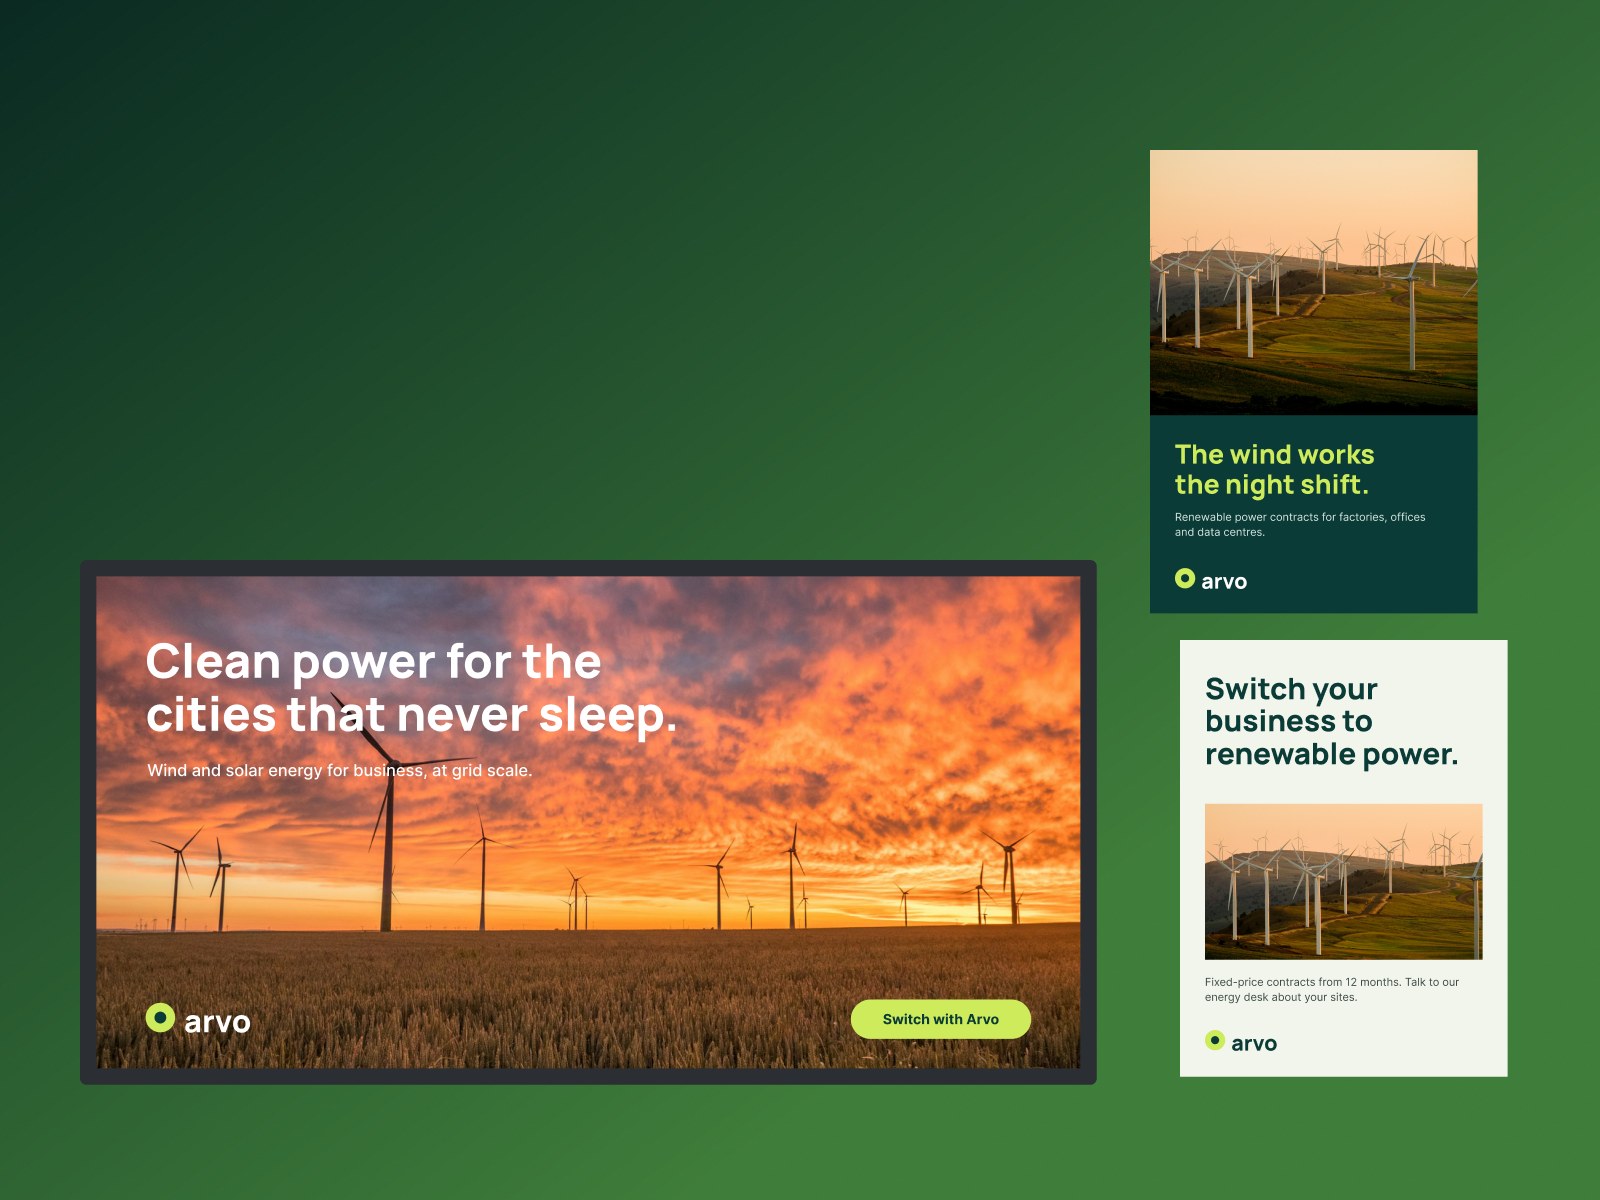 Clean power for the
cities that never sleep.
Wind and solar energy for business, at grid scale.
arvo
Switch with Arvo
The wind works
the night shift.
Renewable power contracts for factories, offices
and data centres.
arvo
Switch your
business to
renewable power.
Fixed-price contracts from 12 months. Talk to our
energy desk about your sites.
arvo